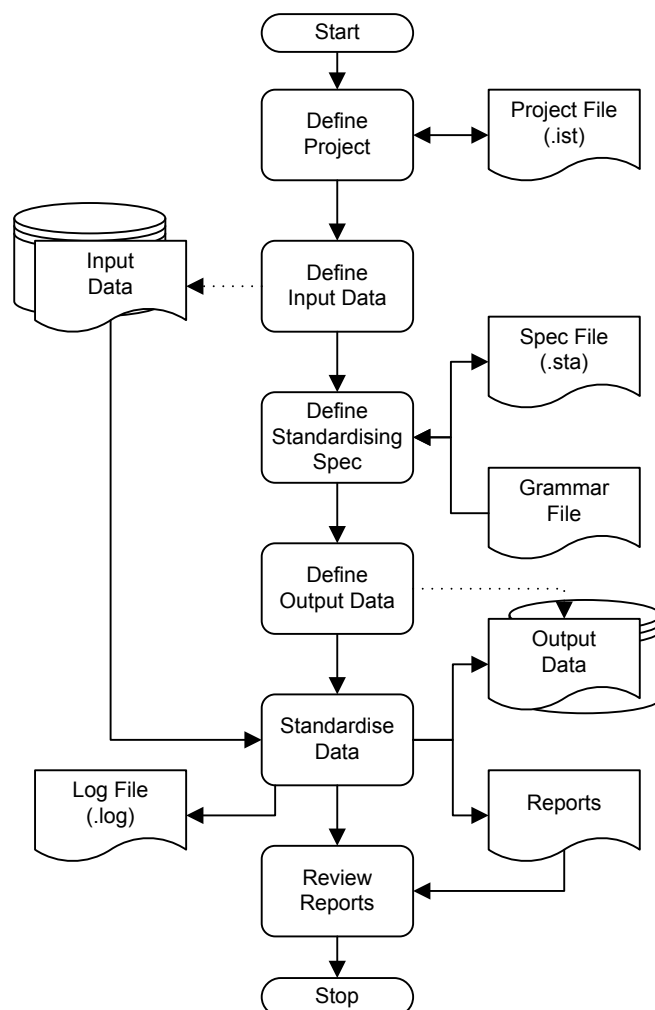 Start
Define
Project
Project File
(.ist)
Input
Data
Define
Input Data
Spec File
(.sta)
Define
Standardising
Spec
Grammar
File
Define
Output Data
Output
Data
Standardise
Data
Log File
(.log)
Reports
Review
Reports
Stop